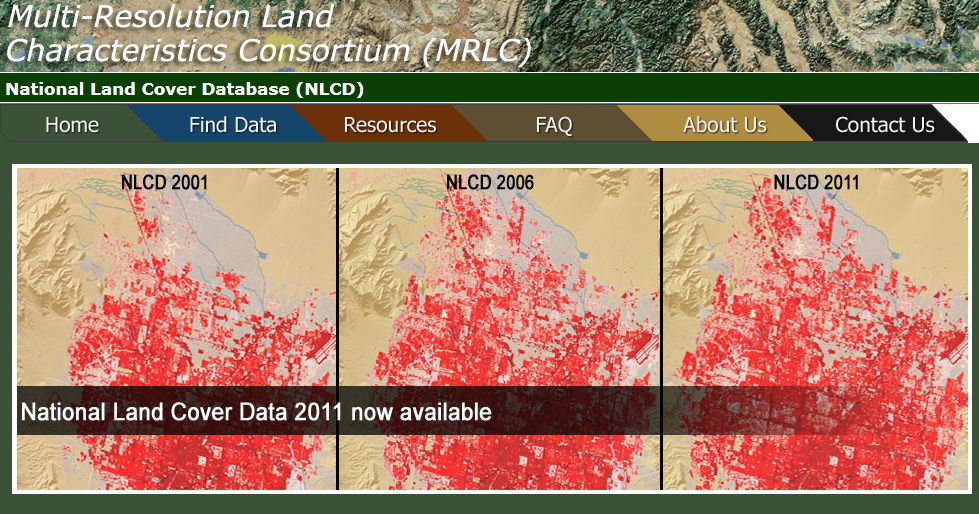 Multi-Resolution Land
Characteristics Consortium (MRLC)
National Land Cover Database (NLCD)
Home Find Data Resources FAQ About Us Contact Us
NLCD 2001 NLCD 2006 NLCD 2011
National Land Cover Data 2011 now available